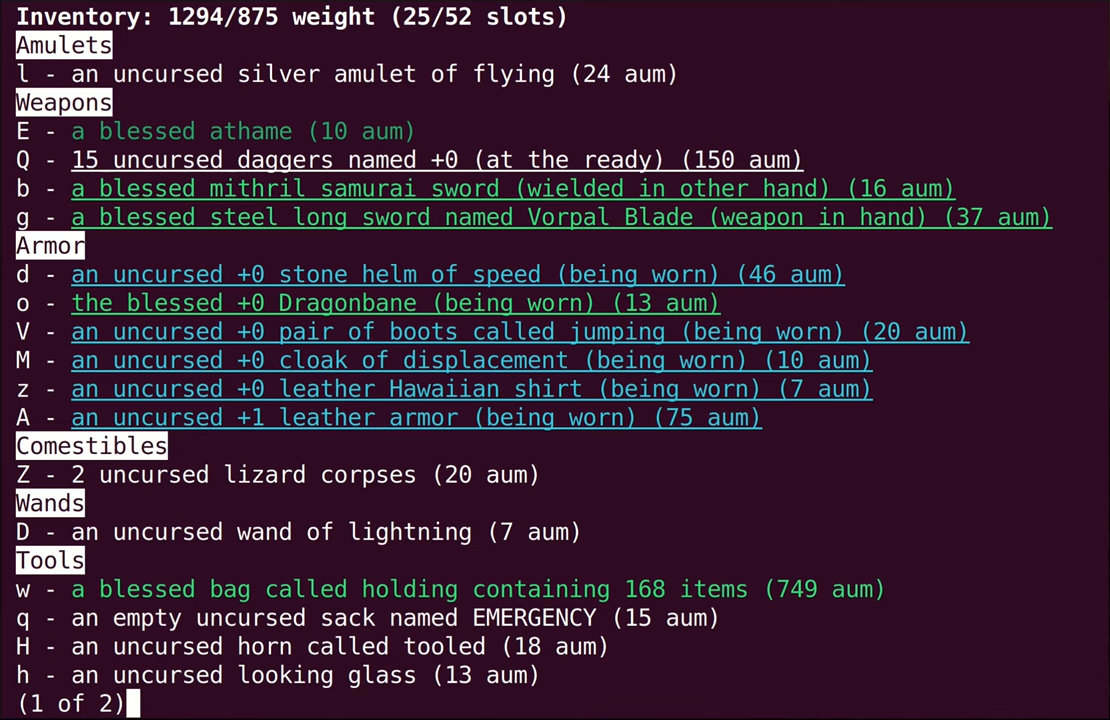 Inventory: 1294/875 weight (25/52 slots)
Amulets
l - an uncursed silver amulet of flying (24 aum)
Weapons
E - a blessed athame (10 aum)
Q - 15 uncursed daggers named +0 (at the ready) (150 aum)
b - a blessed mithril samurai sword (wielded in other hand) (16 aum)
g - a blessed steel long sword named Vorpal Blade (weapon in hand) (37 aum)
Armor
d - an uncursed +0 stone helm of speed (being worn) (46 aum)
o - the blessed +0 Dragonbane (being worn) (13 aum)
V - an uncursed +0 pair of boots called jumping (being worn) (20 aum)
M - an uncursed +0 cloak of displacement (being worn) (10 aum)
z - an uncursed +0 leather Hawaiian shirt (being worn) (7 aum)
A - an uncursed +1 leather armor (being worn) (75 aum)
Comestibles
Z - 2 uncursed lizard corpses (20 aum)
Wands
D - an uncursed wand of lightning (7 aum)
Tools
w - a blessed bag called holding containing 168 items (749 aum)
q - an empty uncursed sack named EMERGENCY (15 aum)
H - an uncursed horn called tooled (18 aum)
h - an uncursed looking glass (13 aum)
(1 of 2)